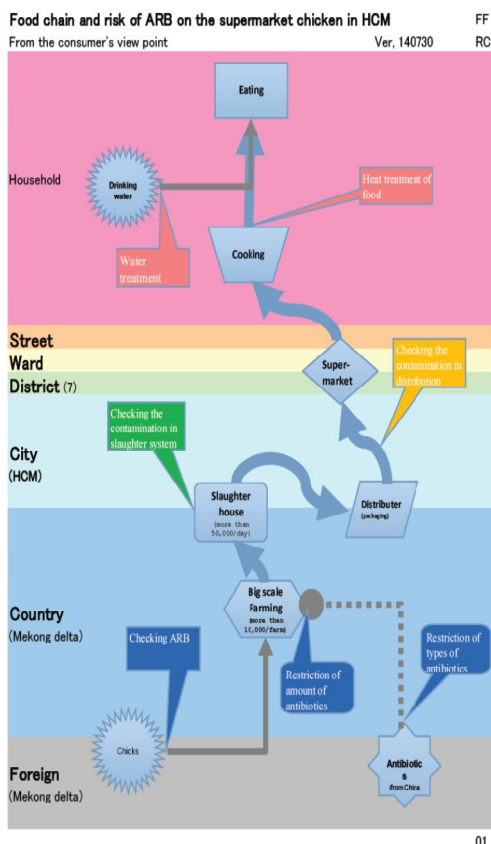 Food chain and risk of ARB on the supermarket chicken in HCM
FF
From the consumer's view point
Ver, 140730
RC
Eating
Household
Drinking
water
Heat treatment of
food
Cooking
Water
treatment
Street
Ward
District (7)
Super-
market
Checking the
contamination in
distribution
Checking the
contamination in
slaughter system
City
(HCM)
Slaughter
house
(more than
50,000/day)
Distributer
(packaging)
Big scale
Farming
(more than
10,000/farm)
Country
(Mekong delta)
Checking ARB
Restriction of
amount of
antibiotics
Restriction of
types of
antibiotics
Chicks
Antibiotic
s
(from China
Foreign
(Mekong delta)
01